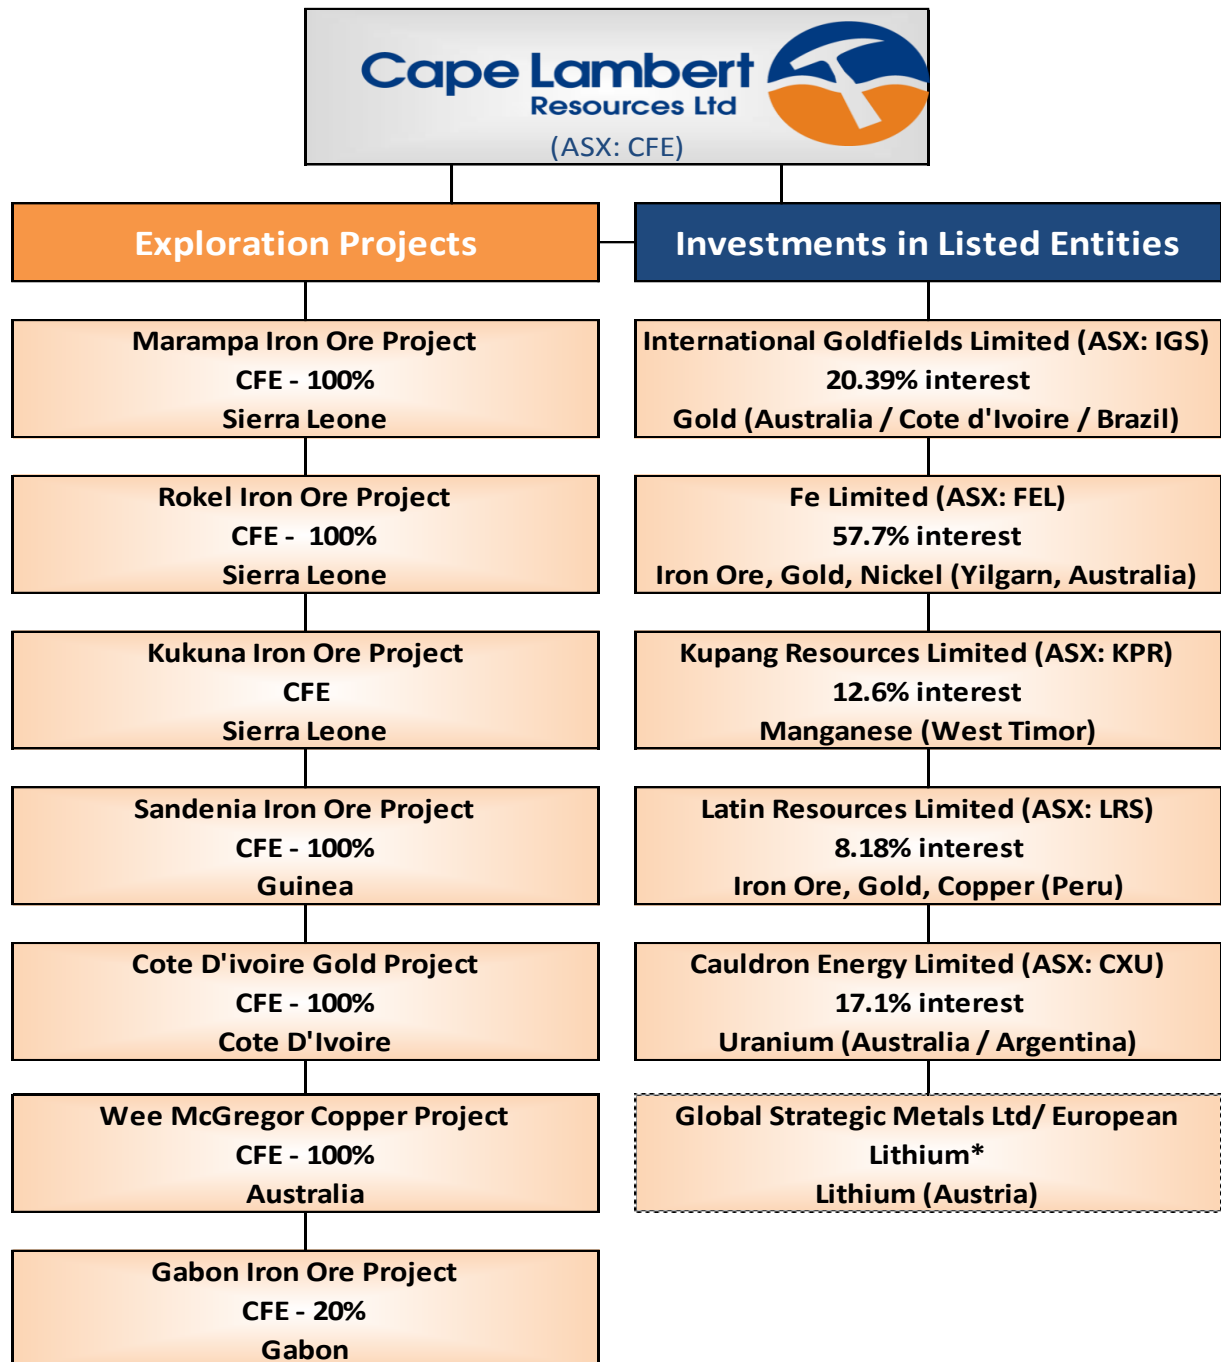 Cape Lambert
Resources Ltd
(ASX: CFE)
Exploration Projects
Marampa Iron Ore Project
CFE - 100%
Sierra Leone
Rokel Iron Ore Project
CFE - 100%
Sierra Leone
Kukuna Iron Ore Project
CFE
Sierra Leone
Sandenia Iron Ore Project
CFE - 100%
Guinea
Cote D'ivoire Gold Project
CFE - 100%
Cote D'Ivoire
Wee McGregor Copper Project
CFE - 100%
Australia
Gabon Iron Ore Project
CFE - 20%
Gabon
Investments in Listed Entities
International Goldfields Limited (ASX: IGS)
20.39% interest
Gold (Australia / Cote d'Ivoire / Brazil)
Fe Limited (ASX: FEL)
57.7% interest
Iron Ore, Gold, Nickel (Yilgarn, Australia)
Kupang Resources Limited (ASX: KPR)
12.6% interest
Manganese (West Timor)
Latin Resources Limited (ASX: LRS)
8.18% interest
Iron Ore, Gold, Copper (Peru)
Cauldron Energy Limited (ASX: CXU)
17.1% interest
Uranium (Australia / Argentina)
Global Strategic Metals Ltd/ European
Lithium*
Lithium (Austria)